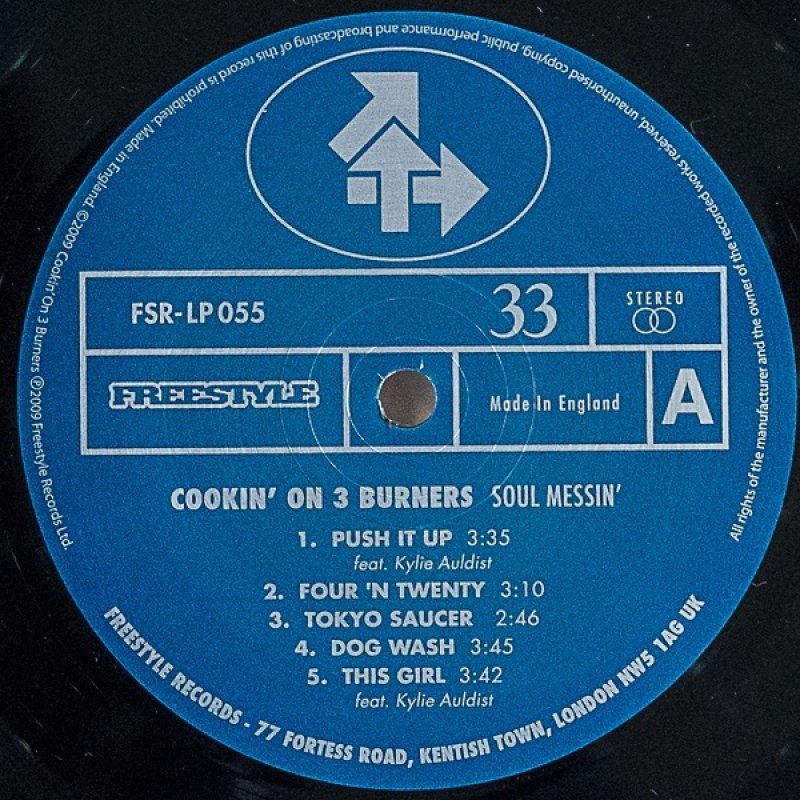 All rights of the manufacturer and the owner of the recorded works reserved, unauthorised copying, public performance and broadcasting of this record is prohibited. Made in England. ©2009 Cookin' On 3 Burners ℗2009 Freestyle Records Ltd.
FSR-LP 055
33
STEREO
FREESTYLE
Made In England
A
COOKIN' ON 3 BURNERS SOUL MESSIN'
1. PUSH IT UP 3:35
feat. Kylie Auldist
2. FOUR 'N TWENTY 3:10
3. TOKYO SAUCER 2:46
4. DOG WASH 3:45
5. THIS GIRL 3:42
feat. Kylie Auldist
FREESTYLE RECORDS - 77 FORTESS ROAD, KENTISH TOWN, LONDON NW5 1AG UK